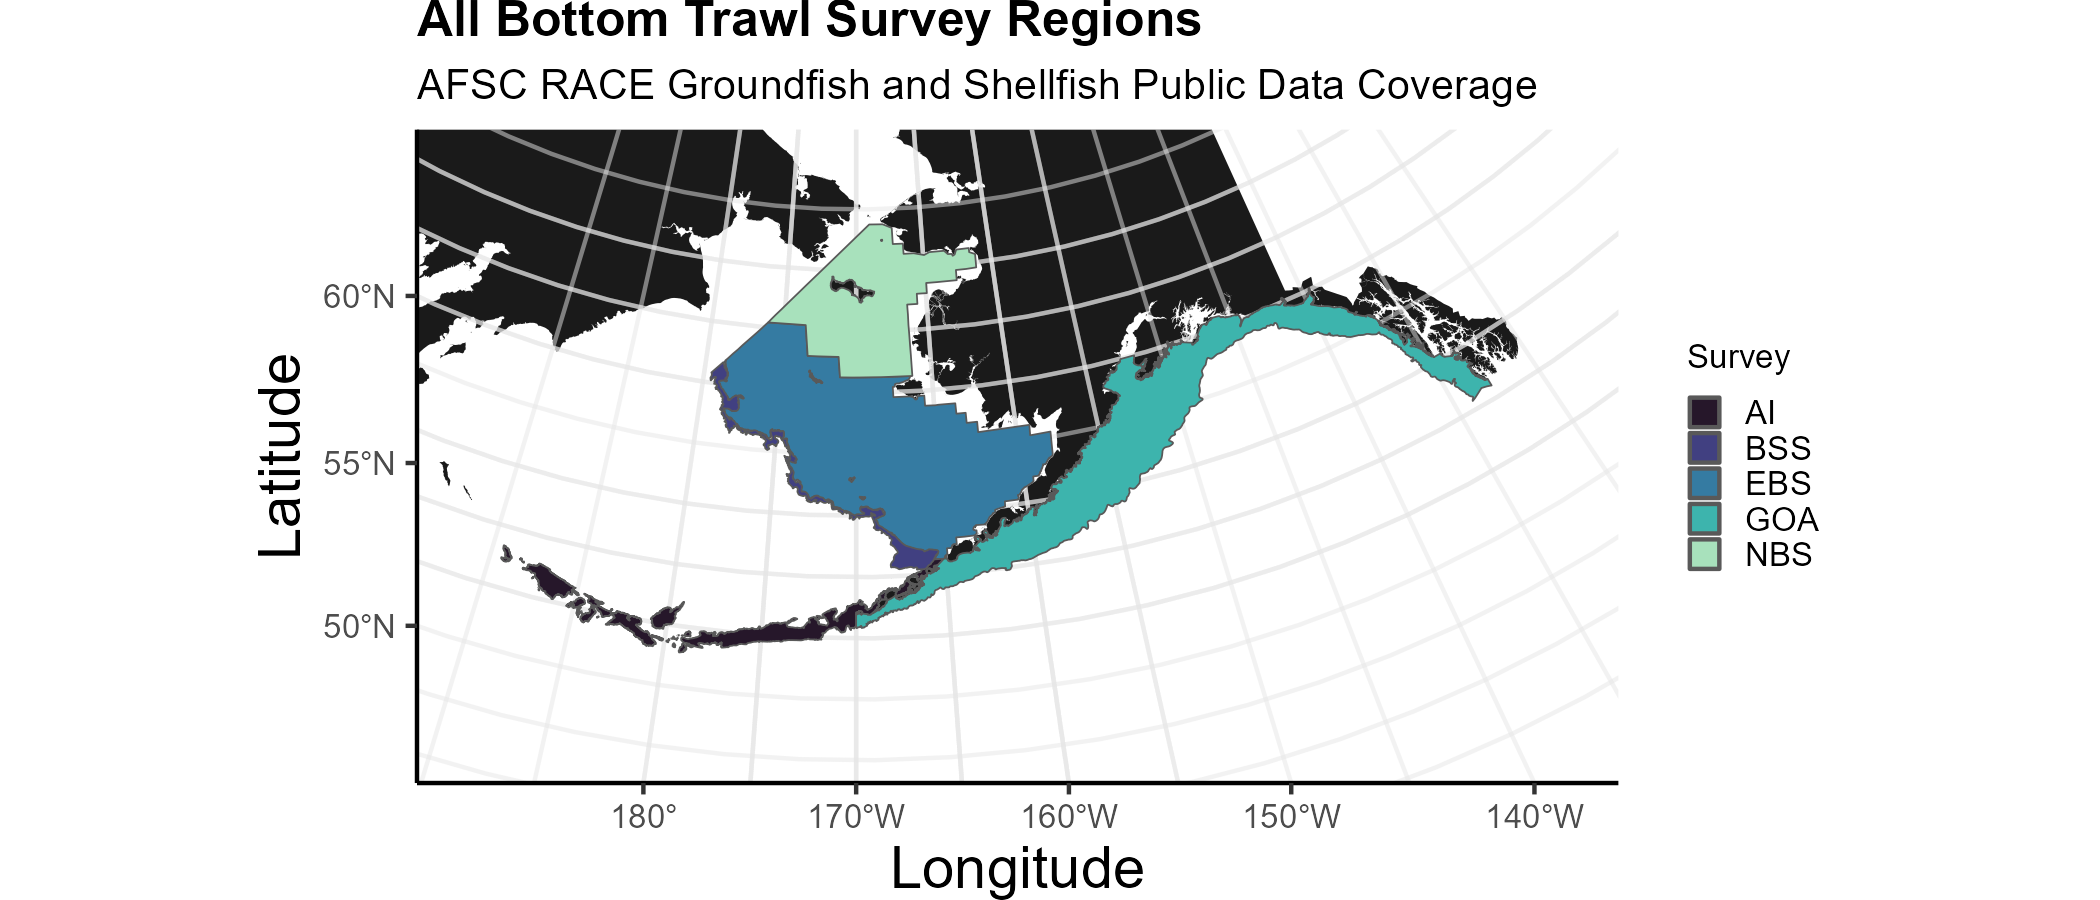 All Bottom Trawl Survey Regions
AFSC RACE Groundfish and Shellfish Public Data Coverage
60°N
55°N
50°N
Latitude
180°
170°W
160°W
150°W
140°W
Longitude
Survey
AI
BSS
EBS
GOA
NBS